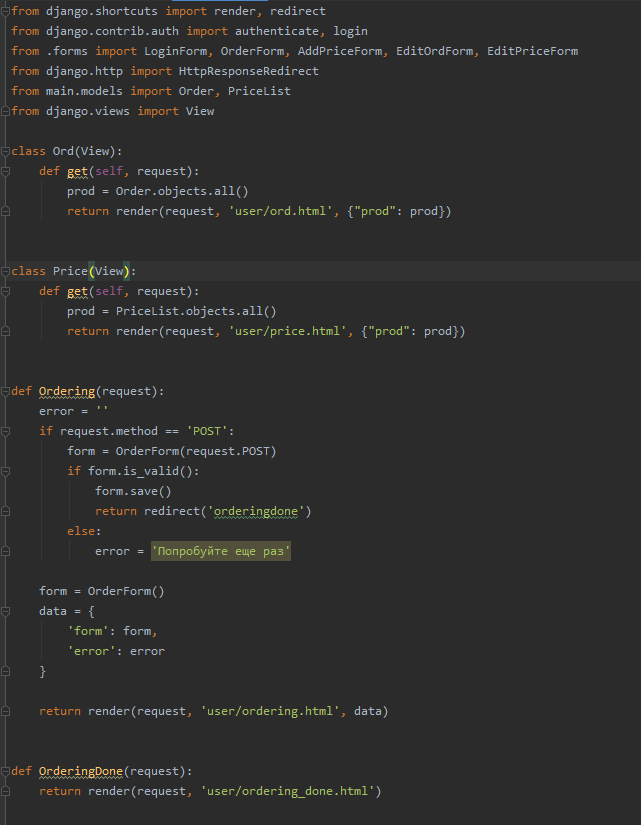 from django.shortcuts import render, redirect
from django.contrib.auth import authenticate, login
from .forms import LoginForm, OrderForm, AddPriceForm, EditOrdForm, EditPriceForm
from django.http import HttpResponseRedirect
from main.models import Order, PriceList
from django.views import View
class Ord(View):
    def get(self, request):
        prod = Order.objects.all()
        return render(request, 'user/ord.html', {"prod": prod})
class Price(View):
    def get(self, request):
        prod = PriceList.objects.all()
        return render(request, 'user/price.html', {"prod": prod})
def Ordering(request):
    error = ''
    if request.method == 'POST':
        form = OrderForm(request.POST)
        if form.is_valid():
            form.save()
            return redirect('orderingdone')
        else:
            error = 'Попробуйте еще раз'
    form = OrderForm()
    data = {
        'form': form,
        'error': error
    }
    return render(request, 'user/ordering.html', data)
def OrderingDone(request):
    return render(request, 'user/ordering_done.html')